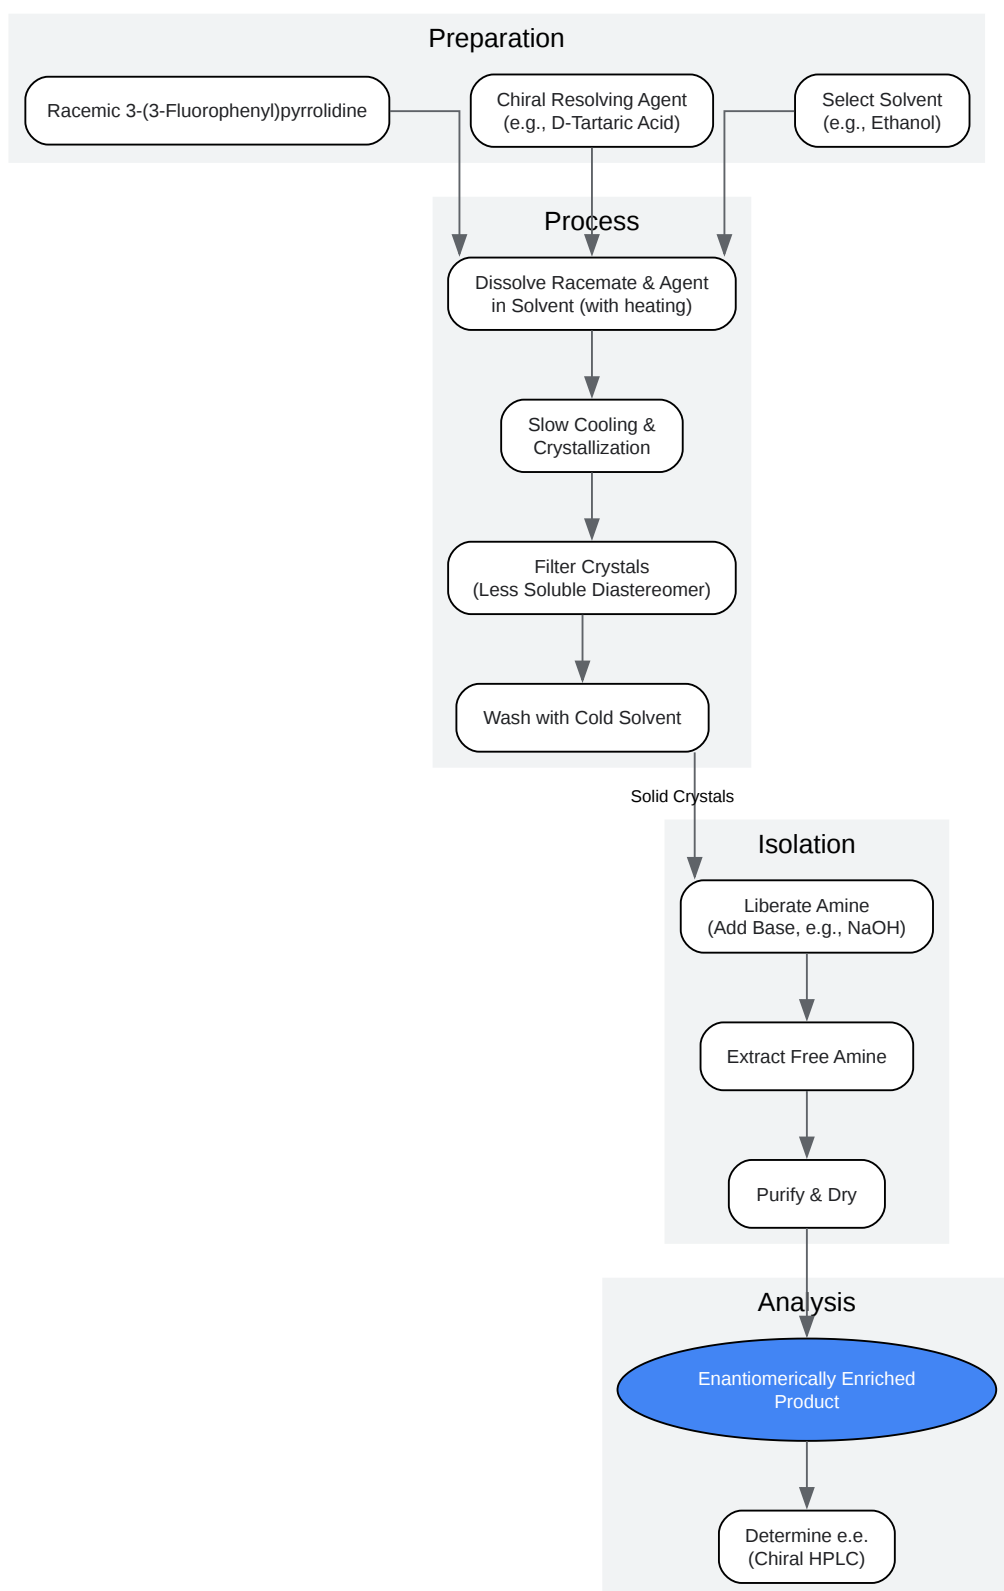 Preparation
Racemic 3-(3-Fluorophenyl)pyrrolidine
Chiral Resolving Agent
(e.g., D-Tartaric Acid)
Select Solvent
(e.g., Ethanol)
Process
Dissolve Racemate & Agent
in Solvent (with heating)
Slow Cooling &
Crystallization
Filter Crystals
(Less Soluble Diastereomer)
Wash with Cold Solvent
Solid Crystals
Isolation
Liberate Amine
(Add Base, e.g., NaOH)
Extract Free Amine
Purify & Dry
Analysis
Enantiomerically Enriched
Product
Determine e.e.
(Chiral HPLC)